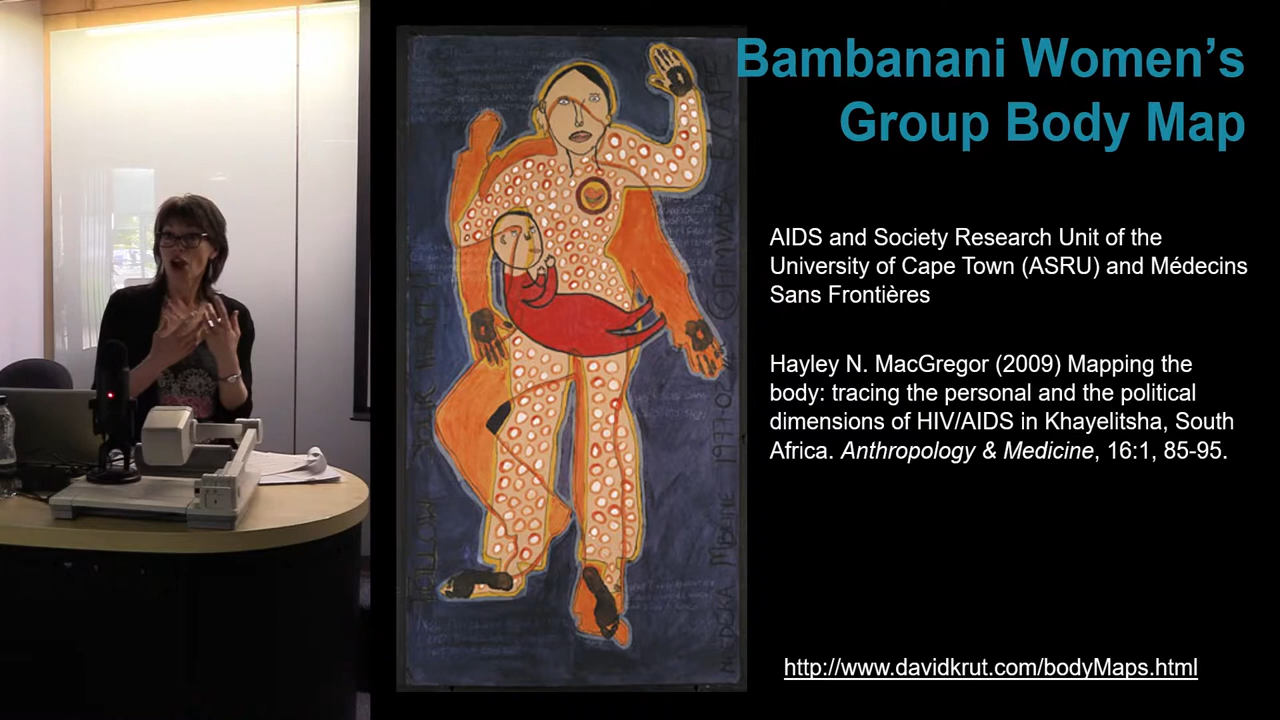 Bambanani Women's
Group Body Map
AIDS and Society Research Unit of the
University of Cape Town (ASRU) and Médecins
Sans Frontières
Hayley N. MacGregor (2009) Mapping the
body: tracing the personal and the political
dimensions of HIV/AIDS in Khayelitsha, South
Africa. Anthropology & Medicine, 16:1, 85-95.
http://www.davidkrut.com/bodyMaps.html